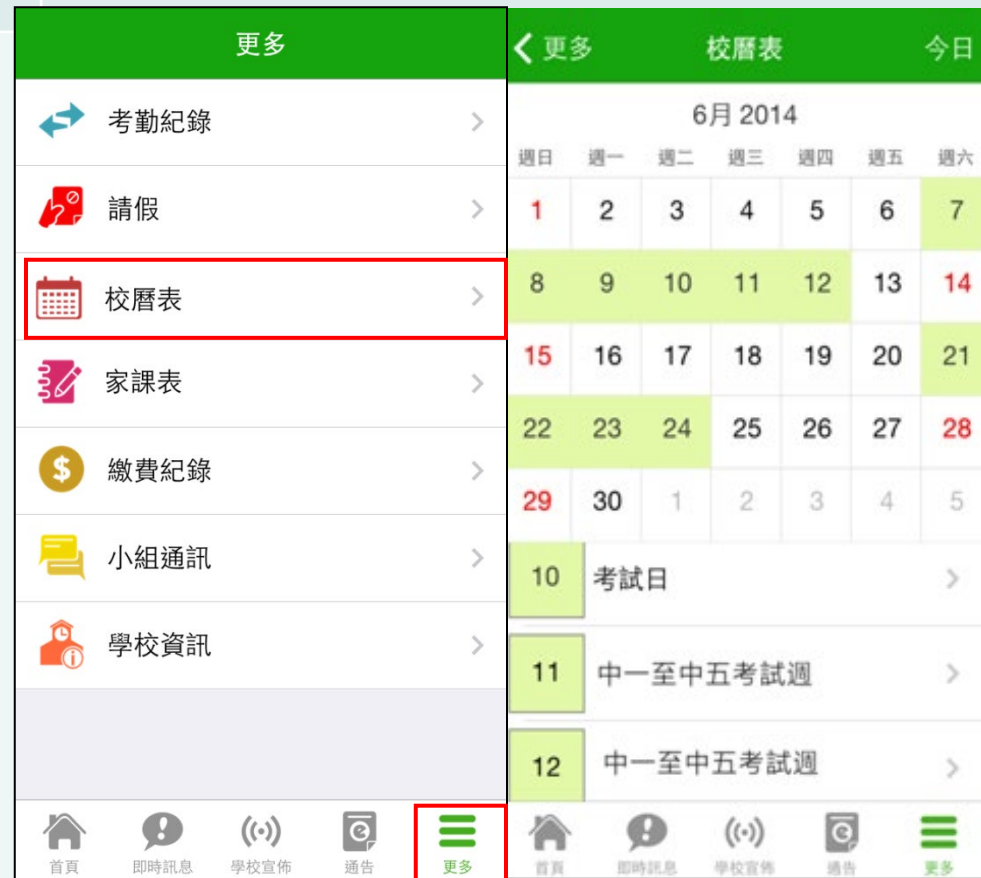 更多
考勤紀錄
請假
校曆表
家課表
$
繳費紀錄
小組通訊
學校資訊
首頁 即時訊息 學校宣佈 通告 更多
更多 校曆表 今日
6月 2014
週日 週一 週二 週三 週四 週五 週六
1 2 3 4 5 6 7
8 9 10 11 12 13 14
15 16 17 18 19 20 21
22 23 24 25 26 27 28
29 30 1 2 3 4 5
10 考試日
11 中一至中五考試週
12 中一至中五考試週
首頁 即時訊息 學校宣佈 通告 更多